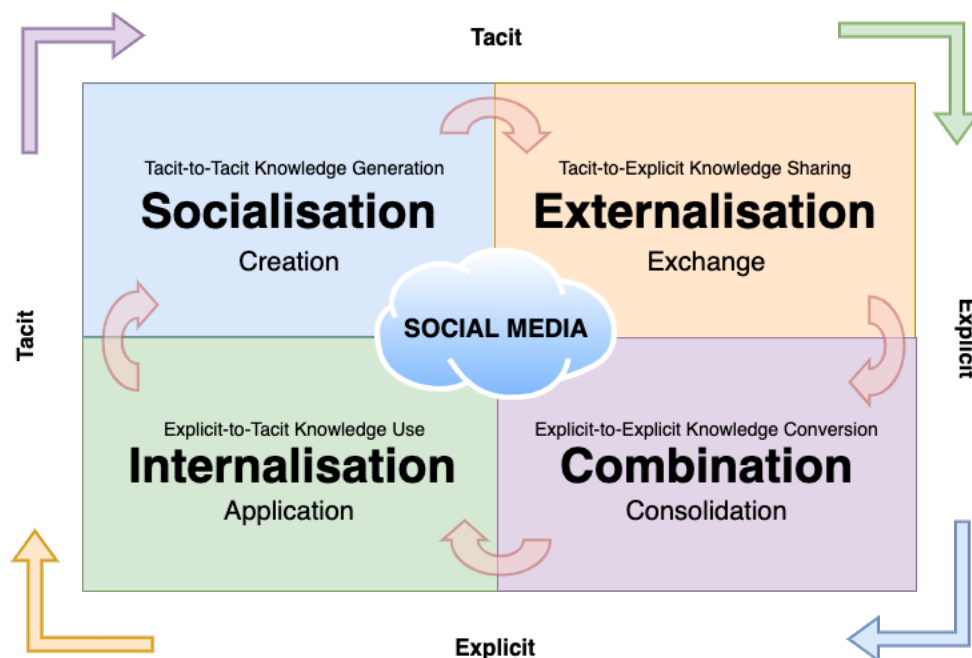 Tacit
Tacit-to-Tacit Knowledge Generation
Socialisation
Creation
Tacit-to-Explicit Knowledge Sharing
Externalisation
Exchange
SOCIAL MEDIA
Tacit
Explicit
Explicit-to-Tacit Knowledge Use
Internalisation
Application
Explicit-to-Explicit Knowledge Conversion
Combination
Consolidation
Explicit